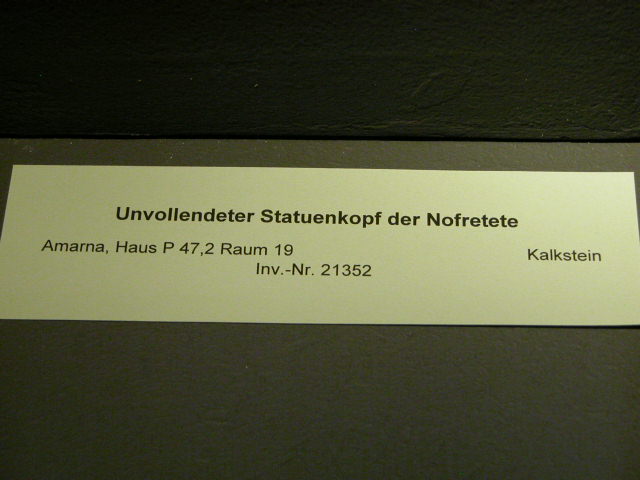 Unvollendeter Statuenkopf der Nofretete
Amarna, Haus P 47,2 Raum 19 Kalkstein
Inv.-Nr. 21352